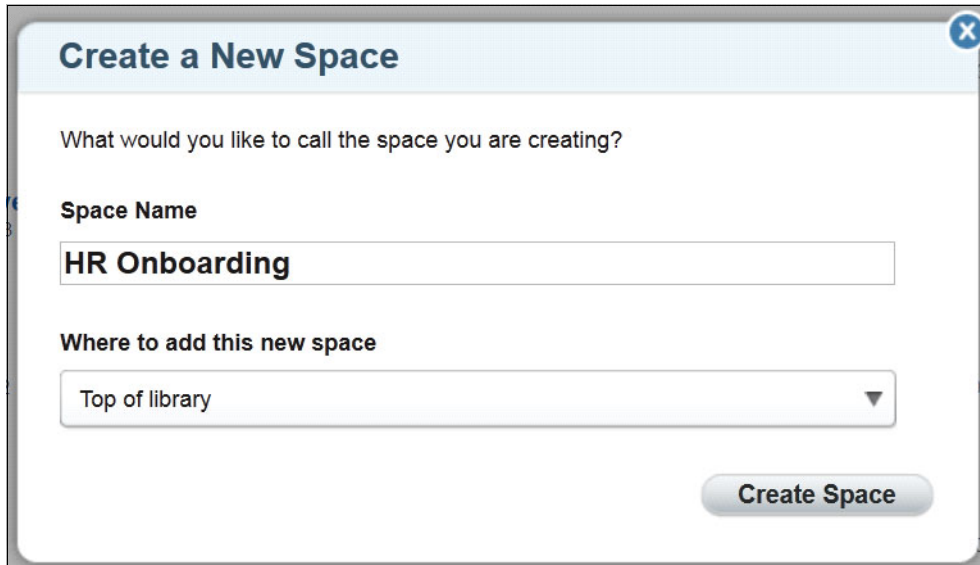 Create a New Space
What would you like to call the space you are creating?
Space Name
HR Onboarding
Where to add this new space
Top of library
Create Space